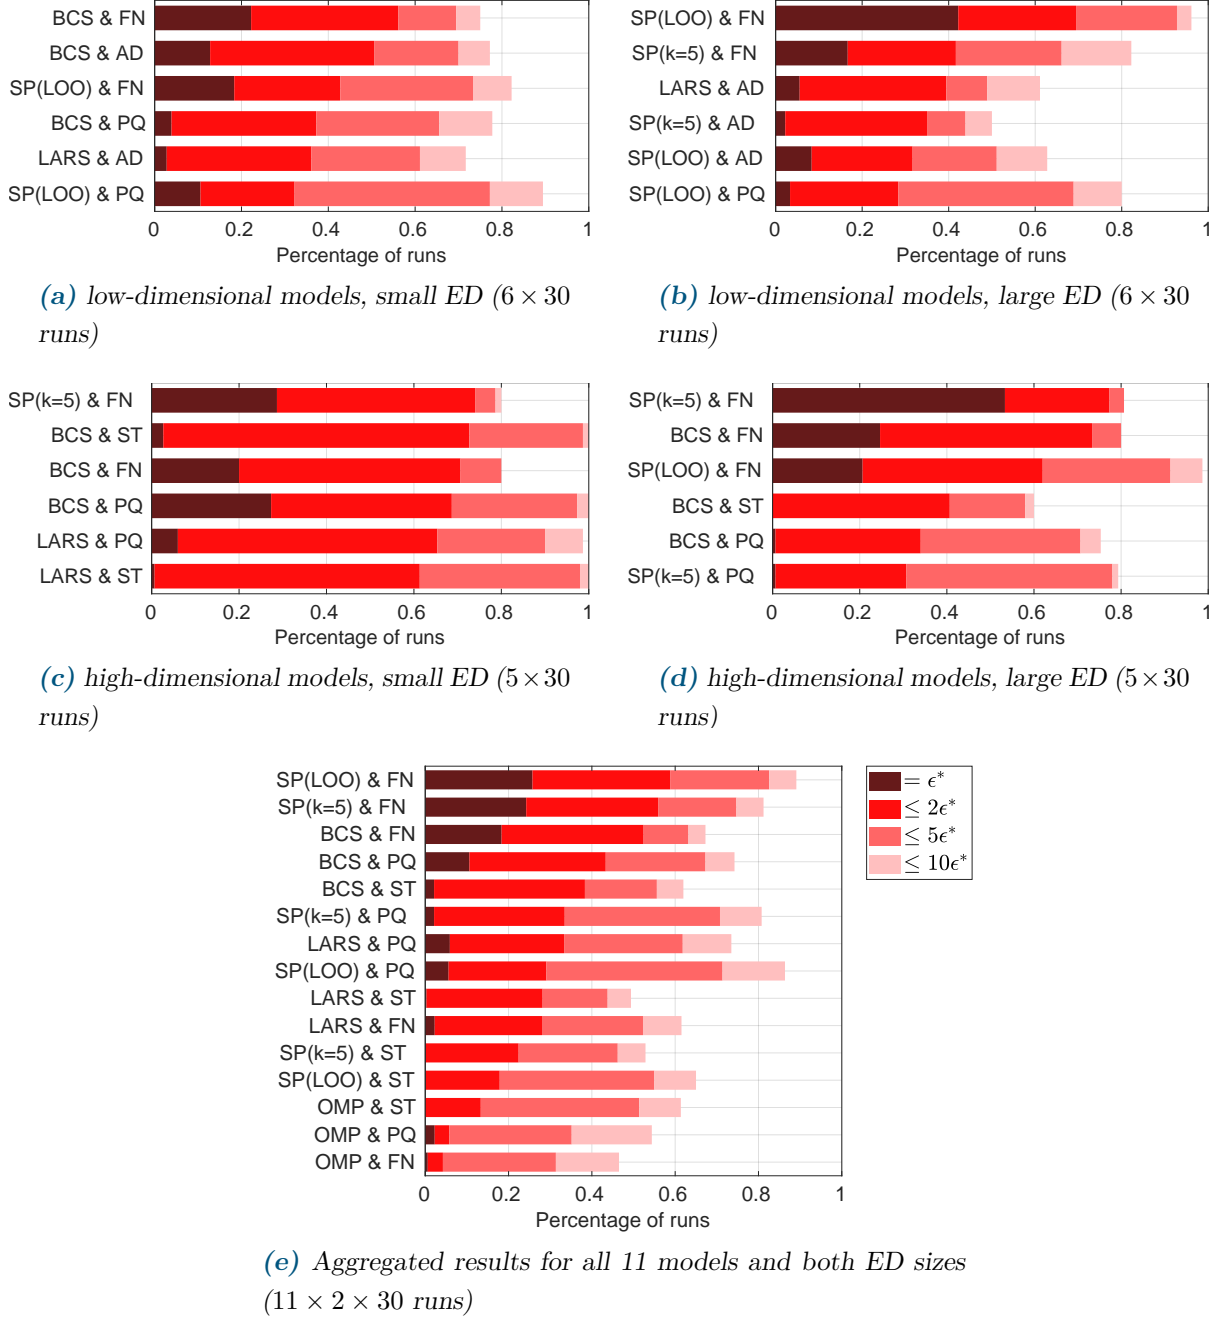 BCS & FN
BCS & AD
SP(LOO) & FN
BCS & PQ
LARS & AD
SP(LOO) & PQ
0 0.2 0.4 0.6 0.8 1
Percentage of runs
(a) low-dimensional models, small ED (6 × 30
runs)
SP(LOO) & FN
SP(k=5) & FN
LARS & AD
SP(k=5) & AD
SP(LOO) & AD
SP(LOO) & PQ
0 0.2 0.4 0.6 0.8 1
Percentage of runs
(b) low-dimensional models, large ED (6 × 30
runs)
SP(k=5) & FN
BCS & ST
BCS & FN
BCS & PQ
LARS & PQ
LARS & ST
0 0.2 0.4 0.6 0.8 1
Percentage of runs
(c) high-dimensional models, small ED (5 × 30
runs)
SP(k=5) & FN
BCS & FN
SP(LOO) & FN
BCS & ST
BCS & PQ
SP(k=5) & PQ
0 0.2 0.4 0.6 0.8 1
Percentage of runs
(d) high-dimensional models, large ED (5 × 30
runs)
SP(LOO) & FN
SP(k=5) & FN
BCS & FN
BCS & PQ
BCS & ST
SP(k=5) & PQ
LARS & PQ
SP(LOO) & PQ
LARS & ST
LARS & FN
SP(k=5) & ST
SP(LOO) & ST
OMP & ST
OMP & PQ
OMP & FN
0 0.2 0.4 0.6 0.8 1
Percentage of runs
= ϵ*
≤ 2ϵ*
≤ 5ϵ*
≤ 10ϵ*
(e) Aggregated results for all 11 models and both ED sizes
(11 × 2 × 30 runs)